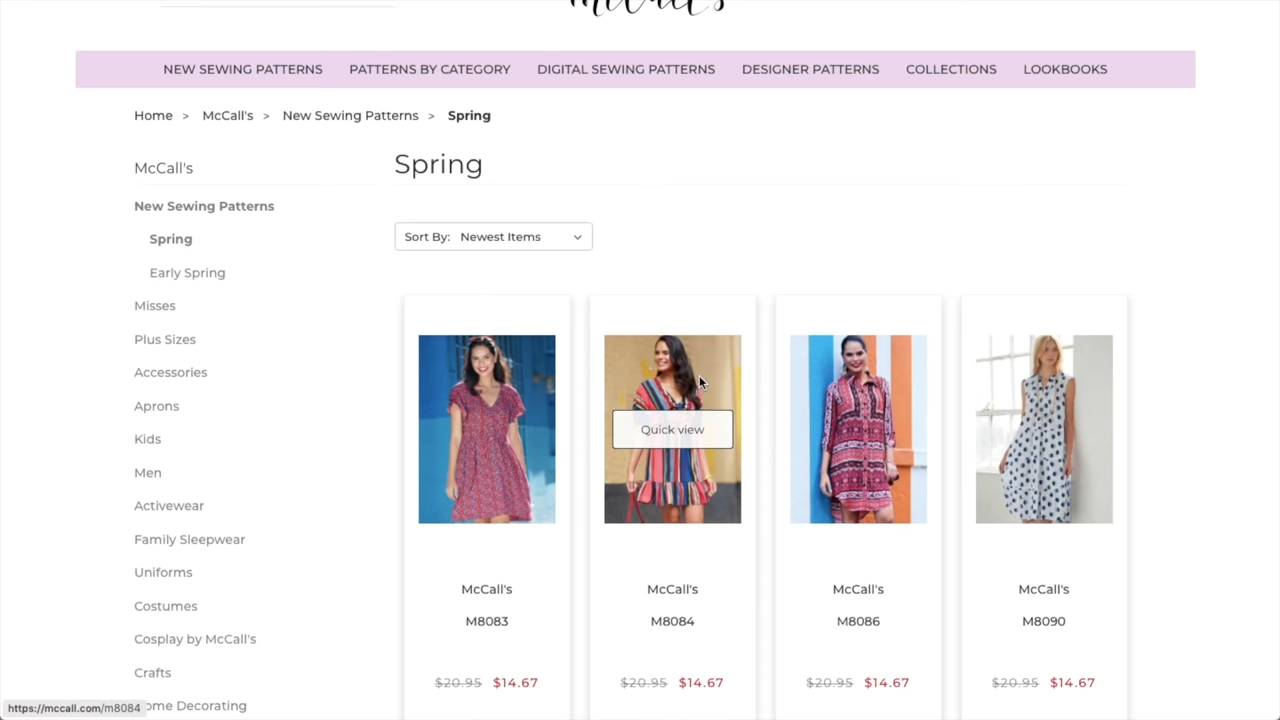 McCall's
NEW SEWING PATTERNS PATTERNS BY CATEGORY DIGITAL SEWING PATTERNS DESIGNER PATTERNS COLLECTIONS LOOKBOOKS
Home > McCall's > New Sewing Patterns > Spring
McCall's
New Sewing Patterns
Spring
Early Spring
Misses
Plus Sizes
Accessories
Aprons
Kids
Men
Activewear
Family Sleepwear
Uniforms
Costumes
Cosplay by McCall's
Crafts
ome Decorating
https://mccall.com/m8084
Spring
Sort By: Newest Items
Quick view
McCall's McCall's McCall's McCall's
M8083 M8084 M8086 M8090
$20.95 $14.67 $20.95 $14.67 $20.95 $14.67 $20.95 $14.67